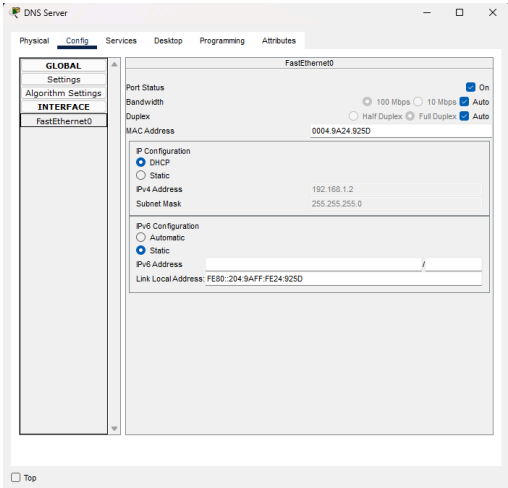 DNS Server
Physical Config Services Desktop Programming Attributes
GLOBAL
Settings
Algorithm Settings
INTERFACE
FastEthernet0
FastEthernet0
Port Status On
Bandwidth 100 Mbps 10 Mbps Auto
Duplex Half Duplex Full Duplex Auto
MAC Address 0004.9A24.925D
IP Configuration
DHCP
Static
IPv4 Address 192.168.1.2
Subnet Mask 255.255.255.0
IPv6 Configuration
Automatic
Static
IPv6 Address /
Link Local Address: FE80::204:9AFF:FE24:925D
Top